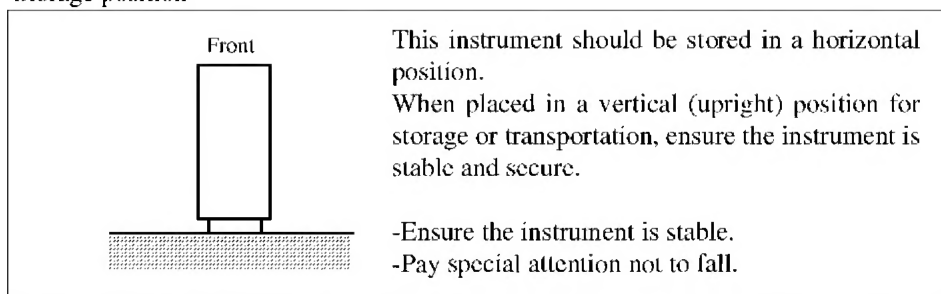 Front
This instrument should be stored in a horizontal
position.
When placed in a vertical (upright) position for
storage or transportation, ensure the instrument is
stable and secure.
-Ensure the instrument is stable.
-Pay special attention not to fall.